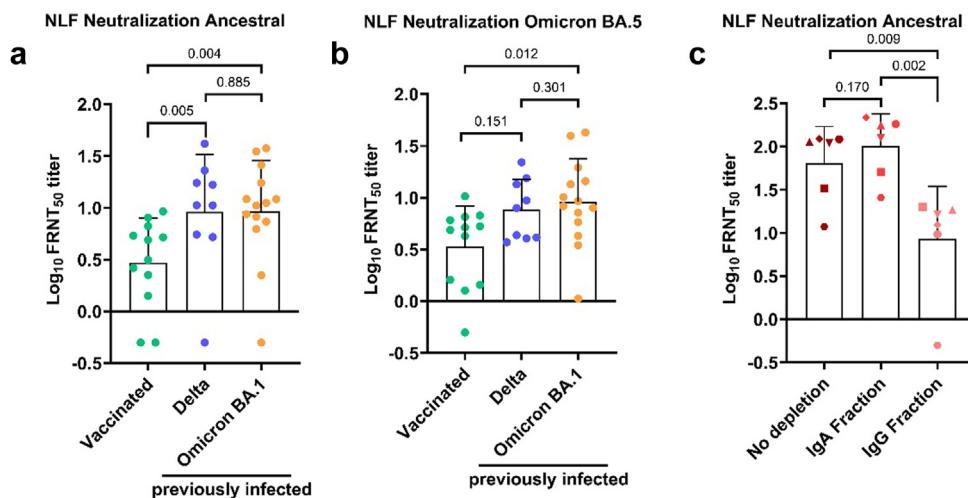 NLF Neutralization Ancestral
a
0.004
0.885
0.005
Log10 FRNT50 titer
2.0
1.5
1.0
0.5
0.0
-0.5
Vaccinated
Delta
Omicron BA.1
previously infected
NLF Neutralization Omicron BA.5
b
0.012
0.301
0.151
Log10 FRNT50 titer
2.0
1.5
1.0
0.5
0.0
-0.5
Vaccinated
Delta
Omicron BA.1
previously infected
NLF Neutralization Ancestral
c
0.009
0.002
0.170
Log10 FRNT50 titer
2.5
2.0
1.5
1.0
0.5
0.0
-0.5
No depletion
IgA Fraction
IgG Fraction